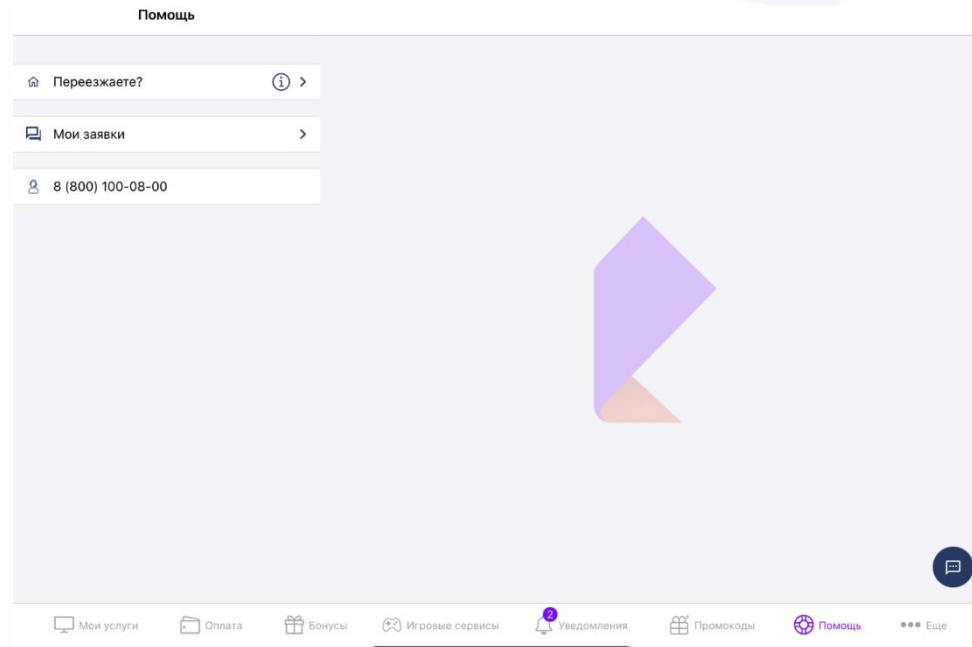 Помощь
Переезжаете?
Мои заявки
8 (800) 100-08-00
Мои услуги
Оплата
Бонусы
Игровые сервисы
2
Уведомления
Промокоды
Помощь
Еще